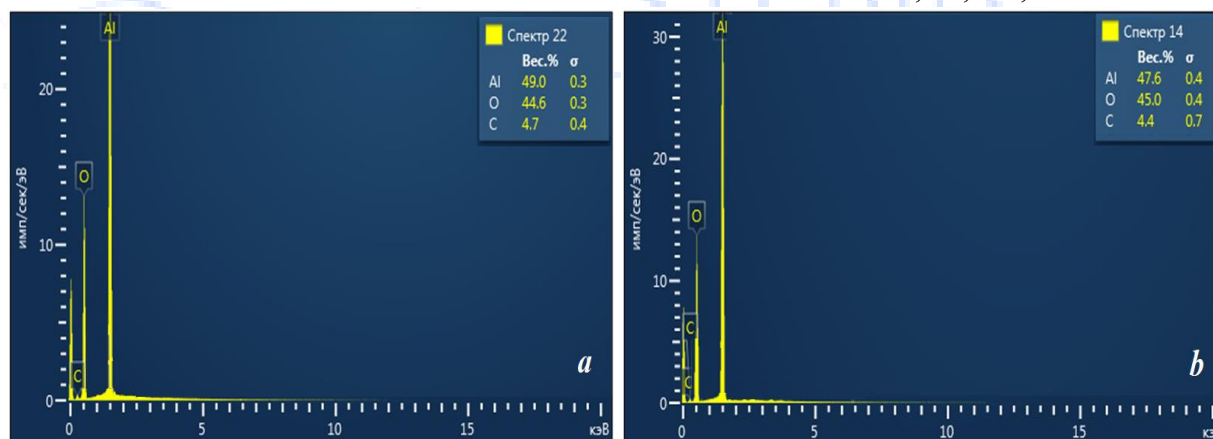 Спектр 22
Вес.% σ
Al 49.0 0.3
O 44.6 0.3
C 4.7 0.4
Al
20
O
имп/сек/эВ
10
C
a
0
0 5 10 15 кэВ
Спектр 14
Вес.% σ
Al 47.6 0.4
O 45.0 0.4
C 4.4 0.7
30
Al
20
имп/сек/эВ
O
10
C
C
b
0
0 5 10 15